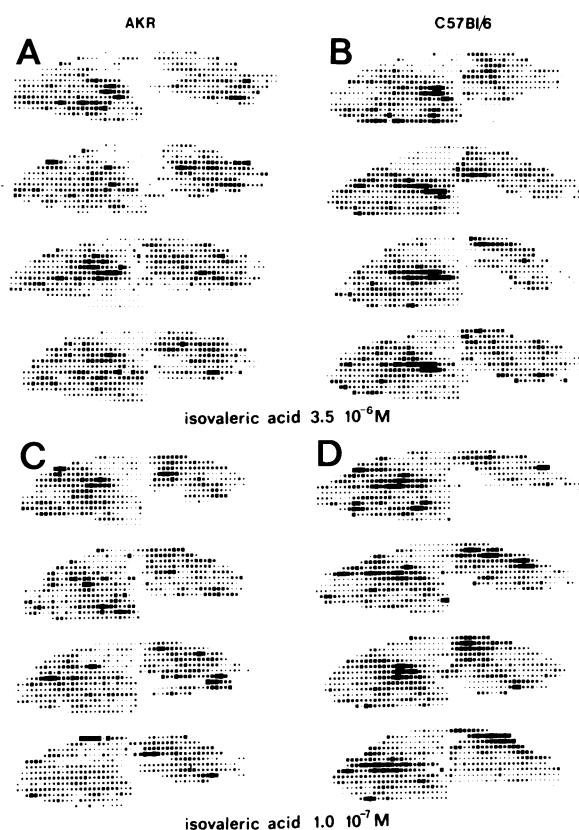 AKR C57Bl/6
A B
isovaleric acid 3.5 10⁻⁶M
C D
isovaleric acid 1.0 10⁻⁷M